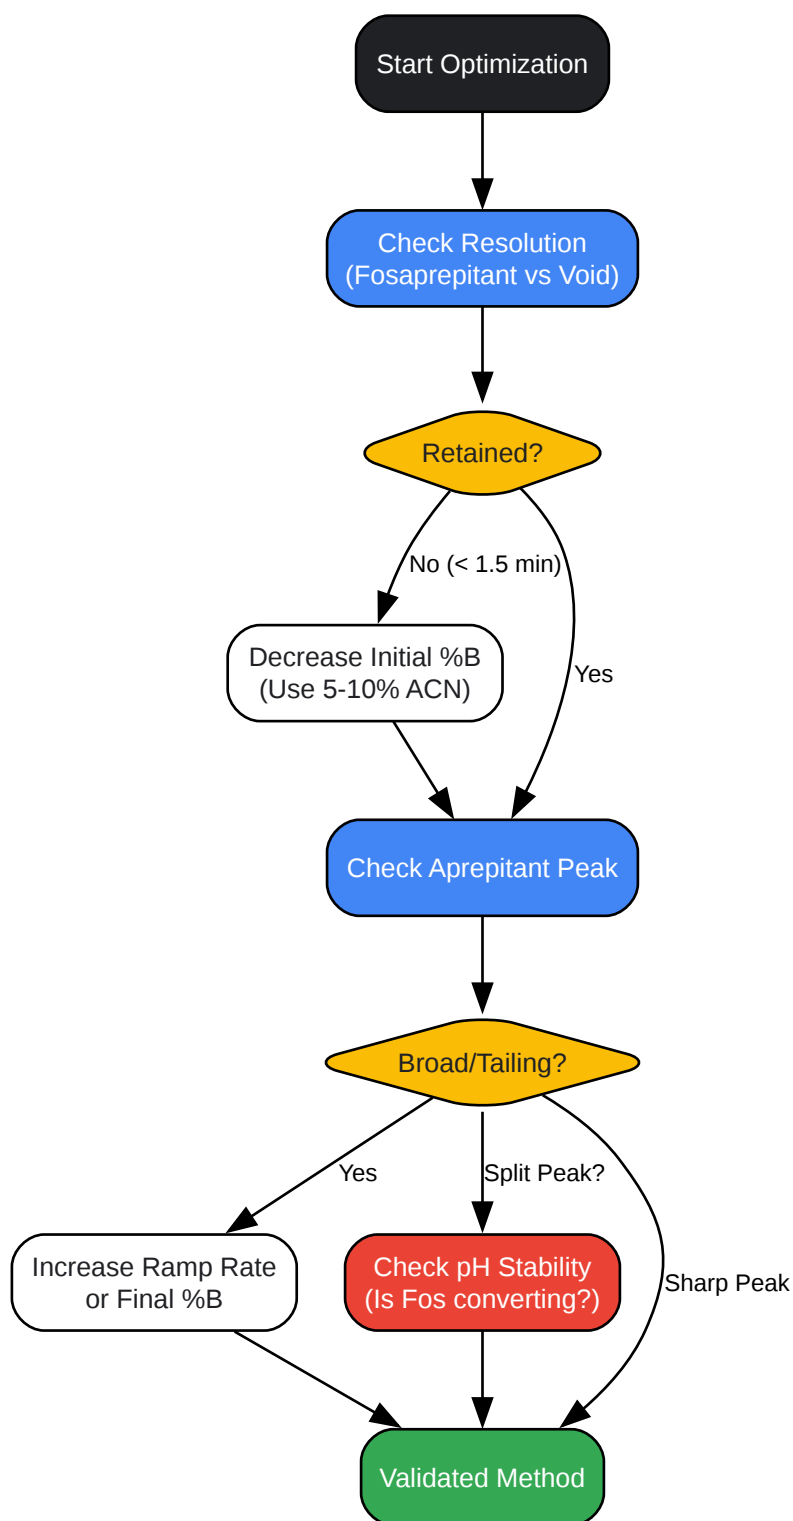 Start Optimization
Check Resolution
(Fosaprepitant vs Void)
Retained?
No (< 1.5 min)
Decrease Initial %B
(Use 5-10% ACN)
Yes
Check Aprepitant Peak
Broad/Tailing?
Yes
Split Peak?
Increase Ramp Rate
or Final %B
Check pH Stability
(Is Fos converting?)
Sharp Peak
Validated Method